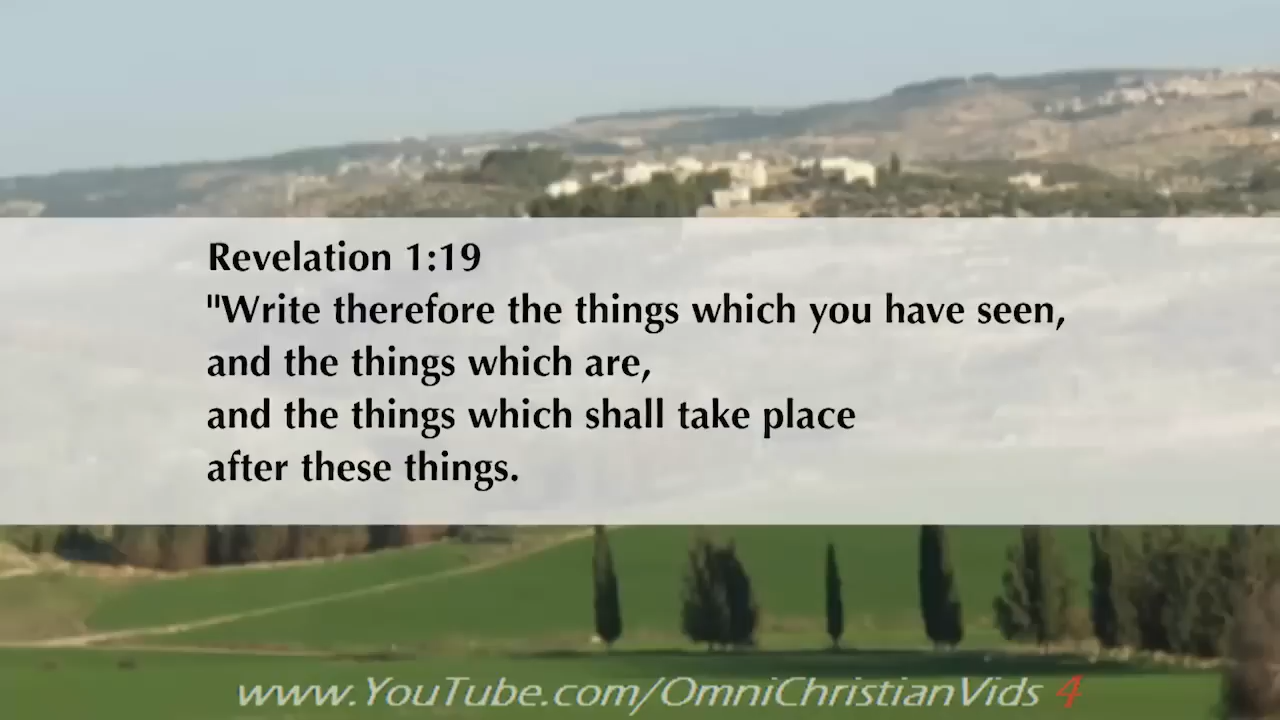 Revelation 1:19
"Write therefore the things which you have seen,
and the things which are,
and the things which shall take place
after these things.
www.YouTube.com/OmniChristianVids 4